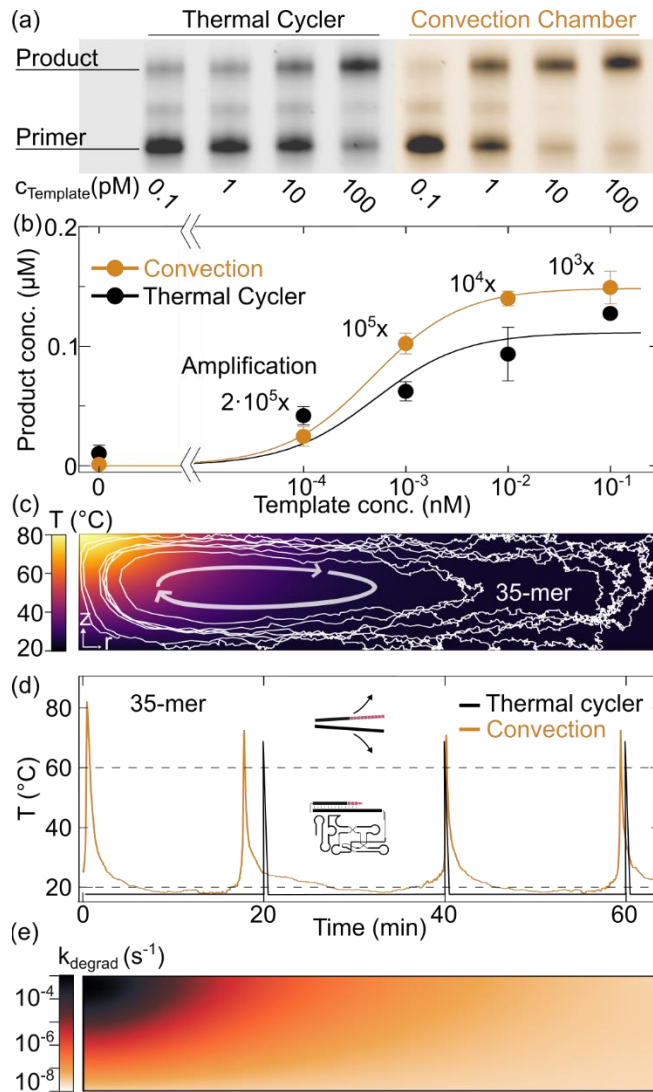 (a) Thermal Cycler Convection Chamber
Product
Primer
cTemplate(pM) 0.1 1 10 100 0.1 1 10 100
(b)
0.2
0.1
0
Product conc. (µM)
Convection
Thermal Cycler
Amplification
2·10⁵x
10⁵x
10⁴x
10³x
0 10⁻⁴ 10⁻³ 10⁻² 10⁻¹
Template conc. (nM)
(c)
T (°C)
80
60
40
20
z
r
35-mer
(d)
80
60
40
20
T (°C)
35-mer
Thermal cycler
Convection
0 20 40 60
Time (min)
(e)
kdegrad (s⁻¹)
10⁻⁴
10⁻⁶
10⁻⁸